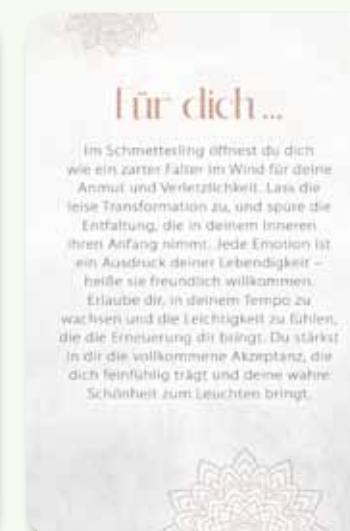 Für dich...
Im Schmetterling öffnest du dich
wie ein zarter Falter im Wind für deine
Anmut und Verletzlichkeit. Lass die
leise Transformation zu, und spüre die
Entfaltung, die in deinem Inneren
ihren Anfang nimmt. Jede Emotion ist
ein Ausdruck deiner Lebendigkeit –
heiße sie freundlich willkommen.
Erlaube dir, in deinem Tempo zu
wachsen und die Leichtigkeit zu fühlen,
die die Erneuerung dir bringt. Du stärkst
in dir die vollkommene Akzeptanz, die
dich feinfühlig trägt und deine wahre
Schönheit zum Leuchten bringt.